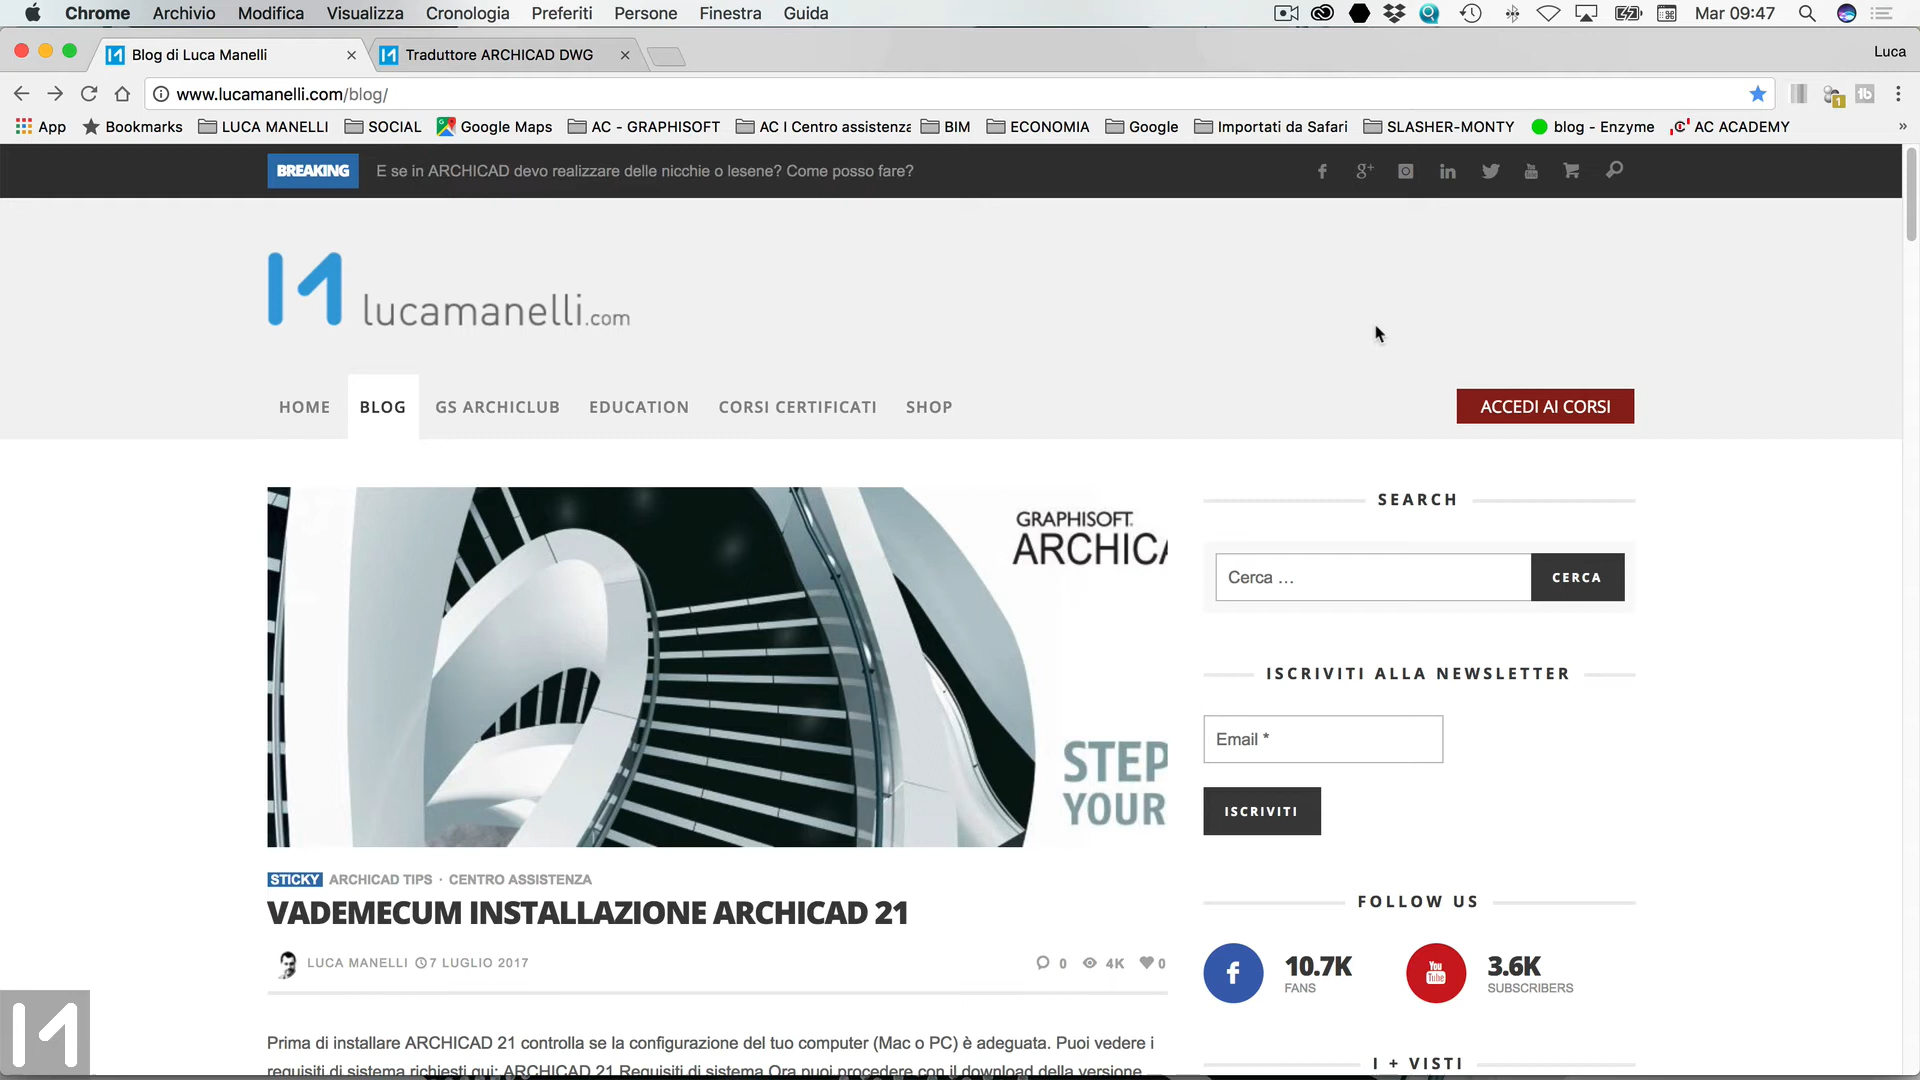 Chrome Archivio Modifica Visualizza Cronologia Preferiti Persone Finestra Guida Mar 09:47
Blog di Luca Manelli Traduttore ARCHICAD DWG Luca
www.lucamanelli.com/blog/
App Bookmarks LUCA MANELLI SOCIAL Google Maps AC - GRAPHISOFT AC I Centro assistenza BIM ECONOMIA Google Importati da Safari SLASHER-MONTY blog - Enzyme AC ACADEMY »
BREAKING E se in ARCHICAD devo realizzare delle nicchie o lesene? Come posso fare?
lucamanelli.com
HOME BLOG GS ARCHICLUB EDUCATION CORSI CERTIFICATI SHOP ACCEDI AI CORSI
GRAPHISOFT.
ARCHICA
STEP
YOUR
SEARCH
Cerca … CERCA
ISCRIVITI ALLA NEWSLETTER
Email *
ISCRIVITI
STICKY ARCHICAD TIPS · CENTRO ASSISTENZA
VADEMECUM INSTALLAZIONE ARCHICAD 21
LUCA MANELLI 7 LUGLIO 2017 0 4K 0
FOLLOW US
10.7K
FANS
You Tube
3.6K
SUBSCRIBERS
Prima di installare ARCHICAD 21 controlla se la configurazione del tuo computer (Mac o PC) è adeguata. Puoi vedere i
requisiti di sistema richiesti qui: ARCHICAD 21 Requisiti di sistema Ora puoi procedere con il download della versione
I + VISTI